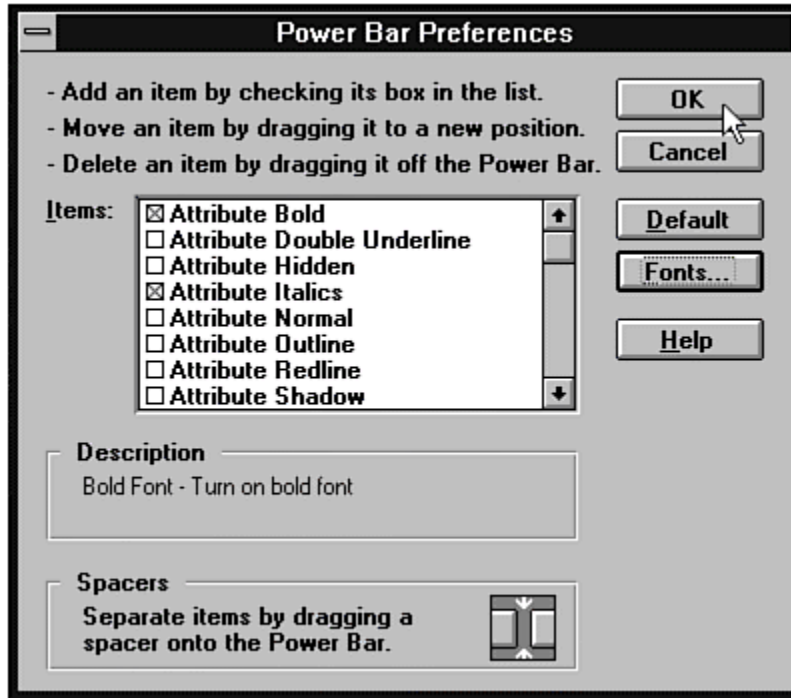 Power Bar Preferences
- Add an item by checking its box in the list.
- Move an item by dragging it to a new position.
- Delete an item by dragging it off the Power Bar.
OK
Cancel
Items:
Attribute Bold
Attribute Double Underline
Attribute Hidden
Attribute Italics
Attribute Normal
Attribute Outline
Attribute Redline
Attribute Shadow
Default
Fonts...
Help
Description
Bold Font - Turn on bold font
Spacers
Separate items by dragging a
spacer onto the Power Bar.